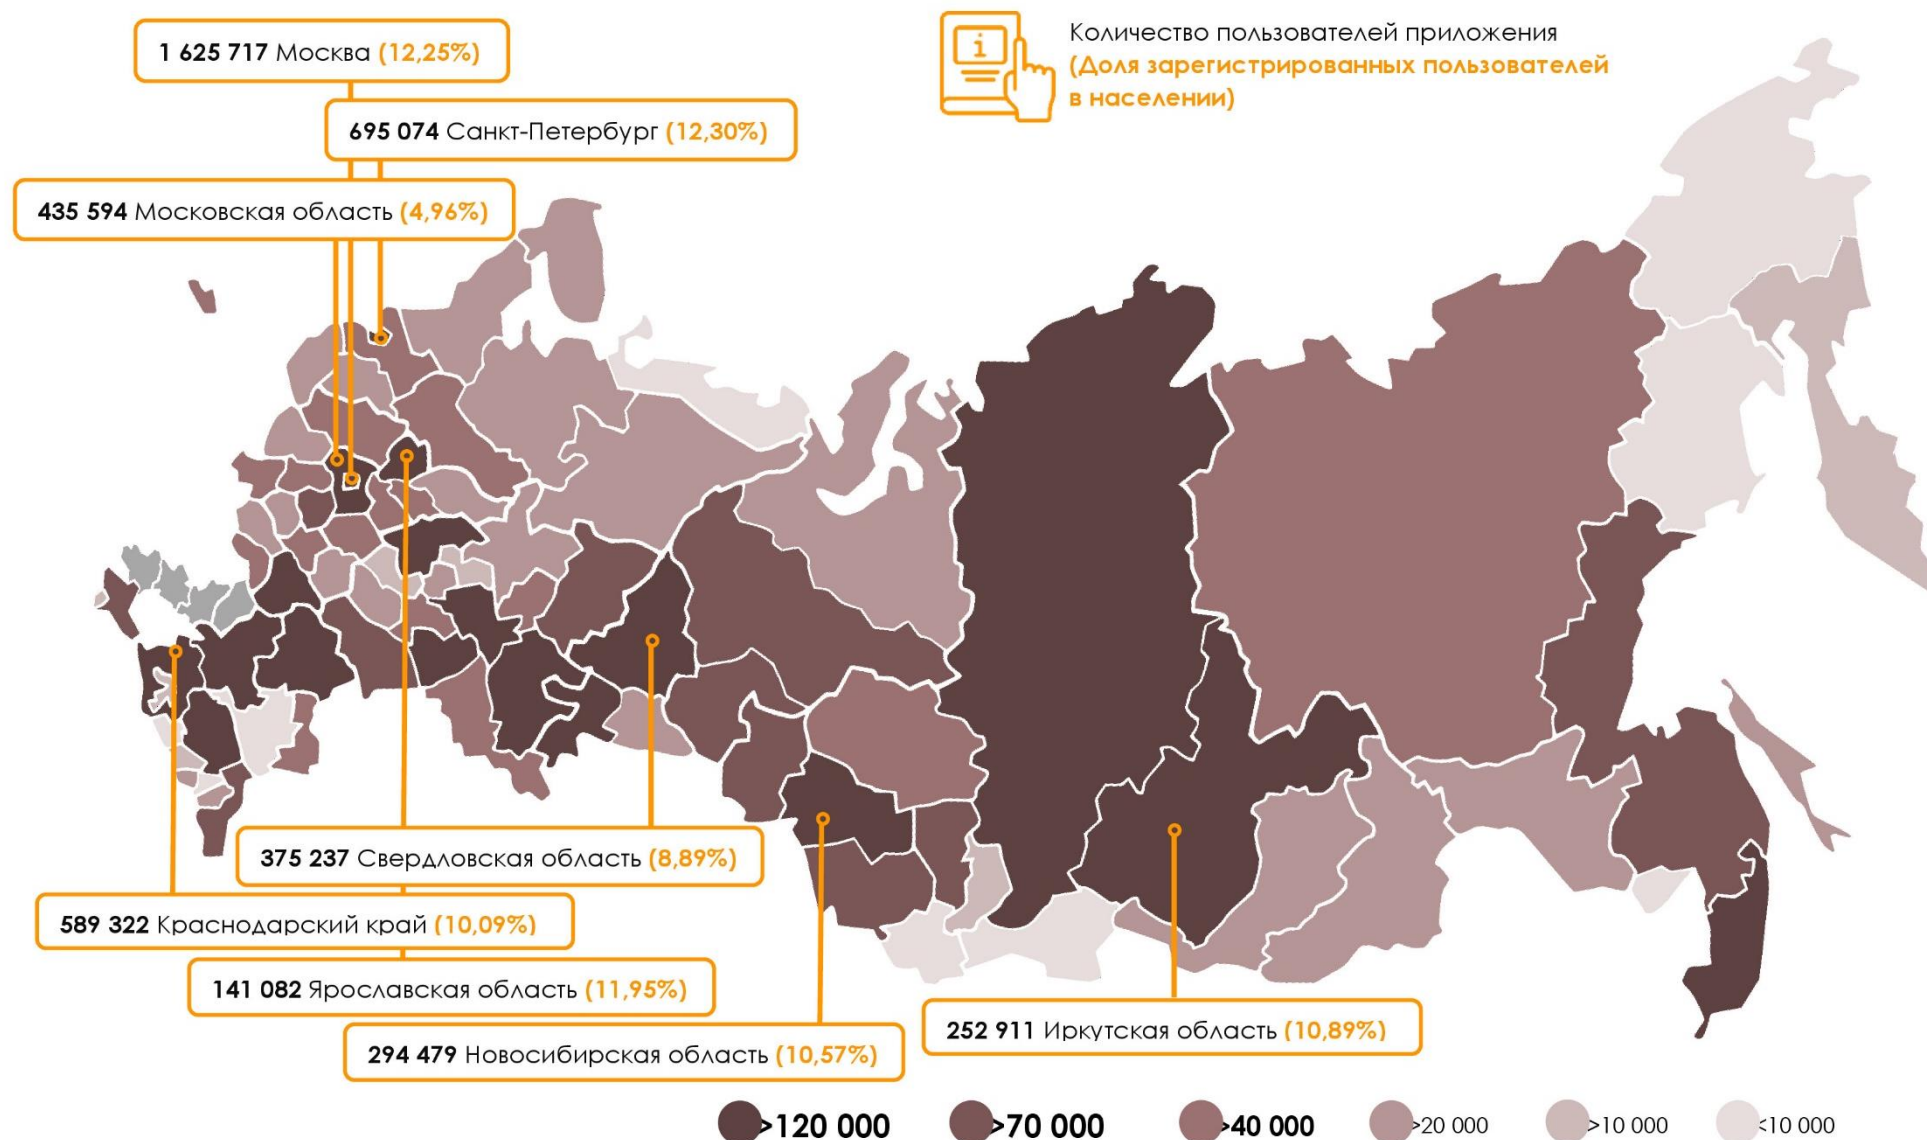 1 625 717 Москва (12,25%)
Количество пользователей приложения
(Доля зарегистрированных пользователей
в населении)
i
695 074 Санкт-Петербург (12,30%)
435 594 Московская область (4,96%)
375 237 Свердловская область (8,89%)
589 322 Краснодарский край (10,09%)
141 082 Ярославская область (11,95%)
294 479 Новосибирская область (10,57%)
252 911 Иркутская область (10,89%)
>120 000 >70 000 >40 000 >20 000 >10 000 <10 000